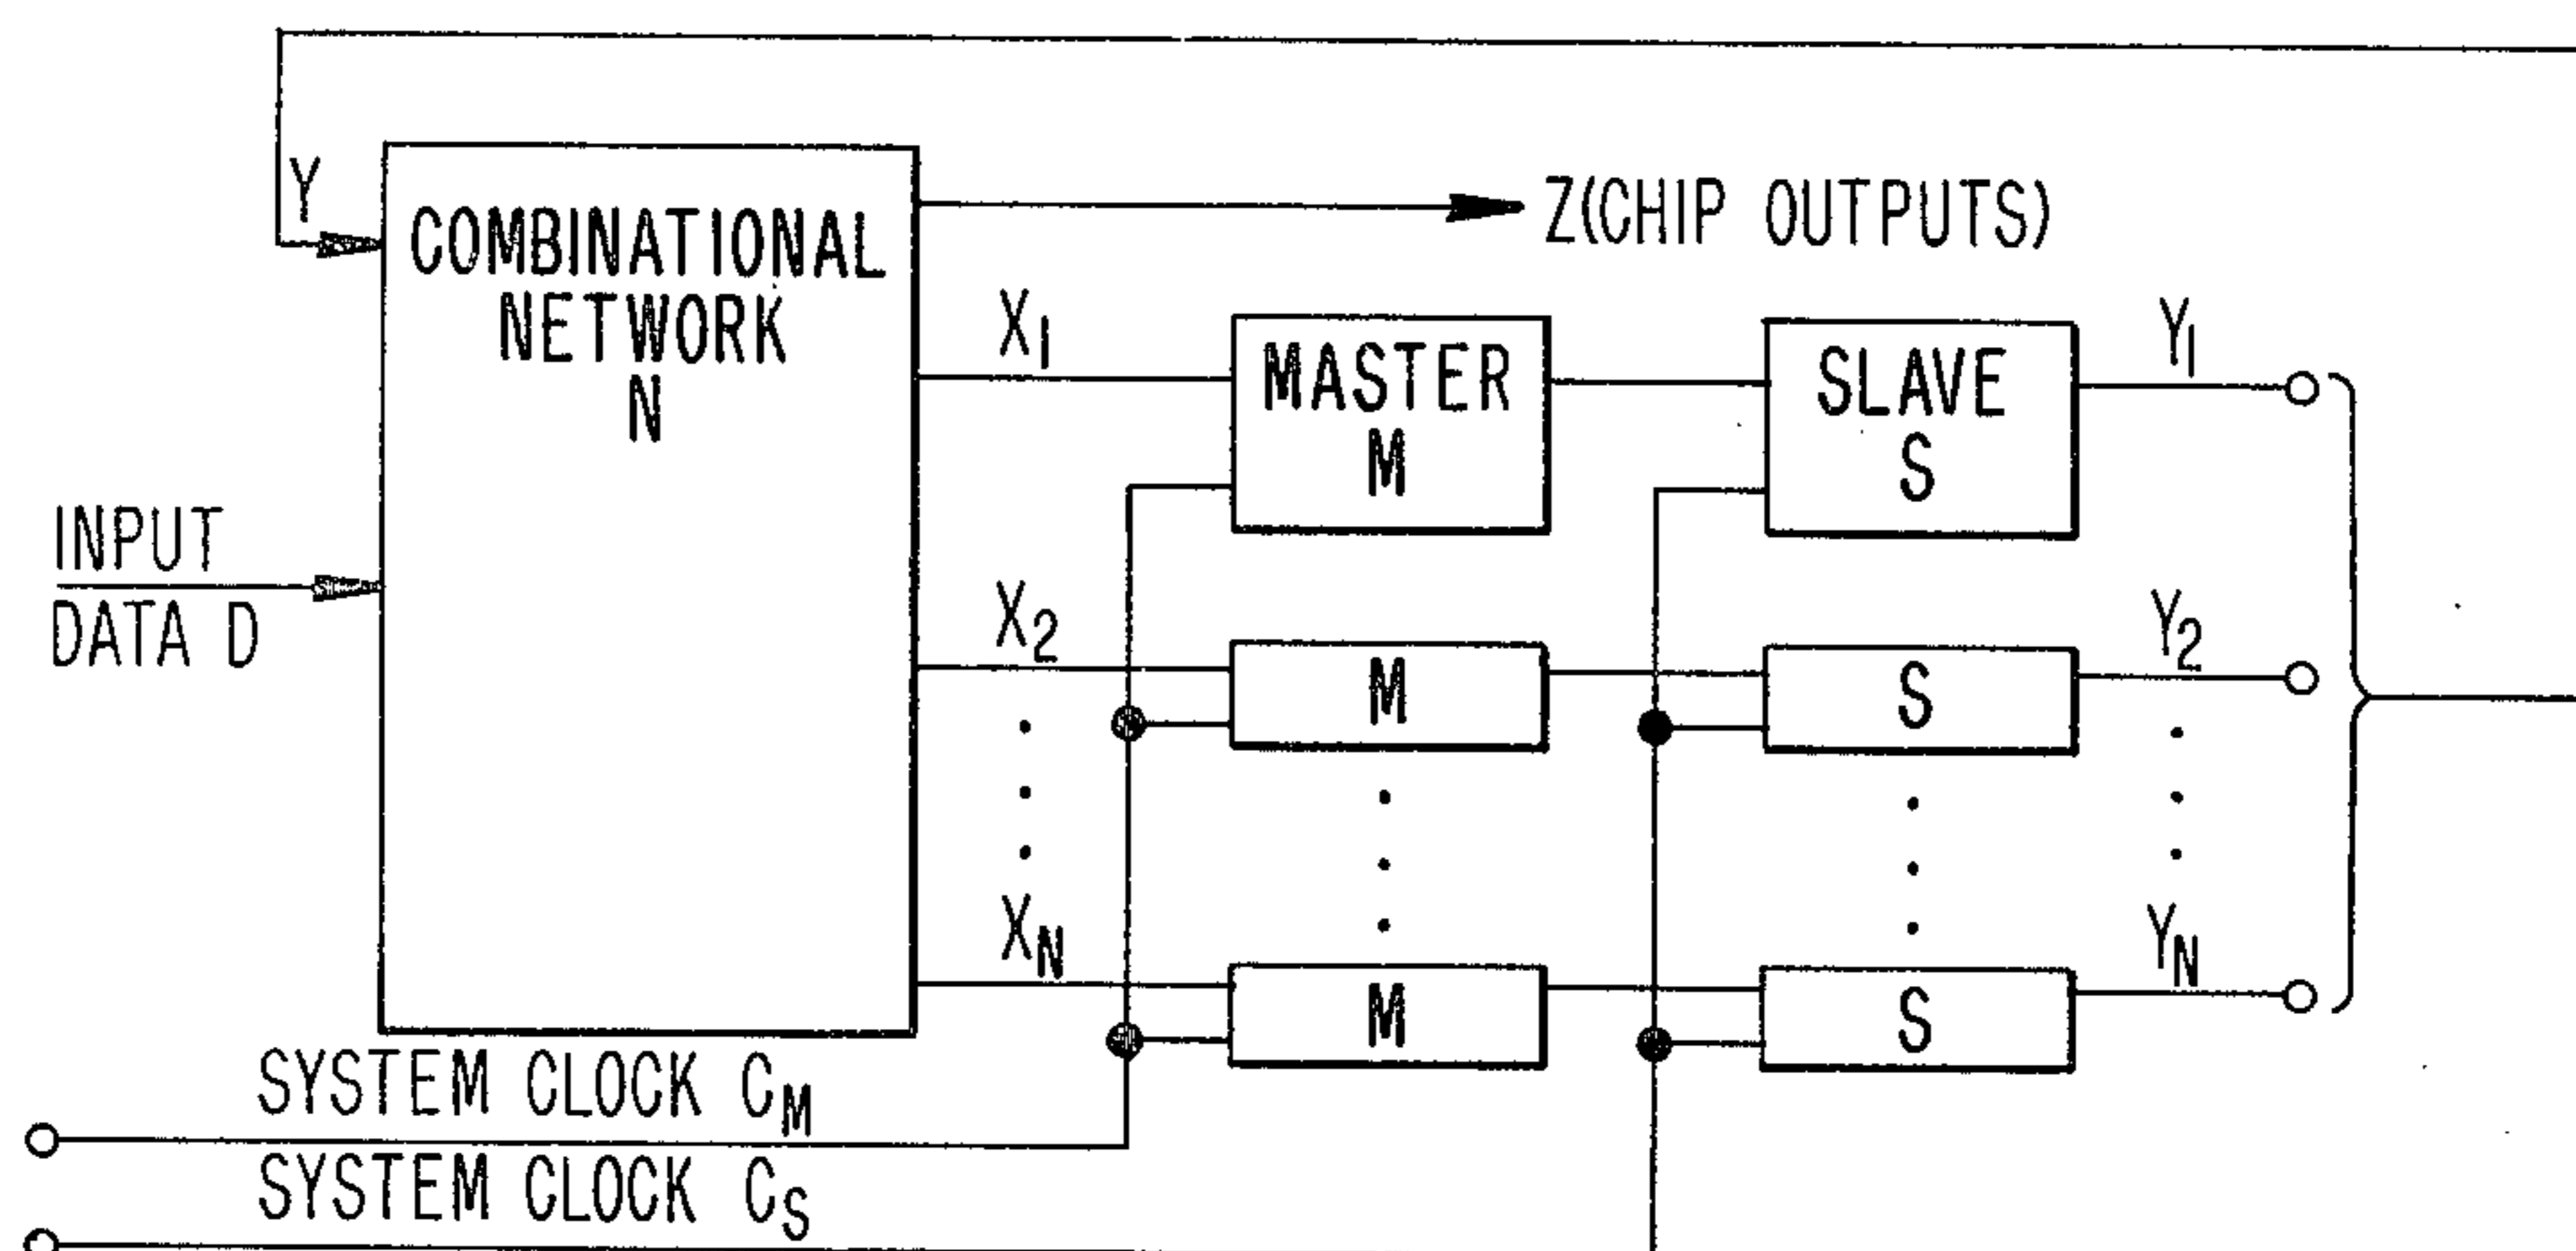 Y
COMBINATIONAL
NETWORK
N
Z(CHIP OUTPUTS)
X1
MASTER
M
SLAVE
S
Y1
INPUT
DATA D
X2
M
S
Y2
XN
M
S
YN
SYSTEM CLOCK CM
SYSTEM CLOCK CS